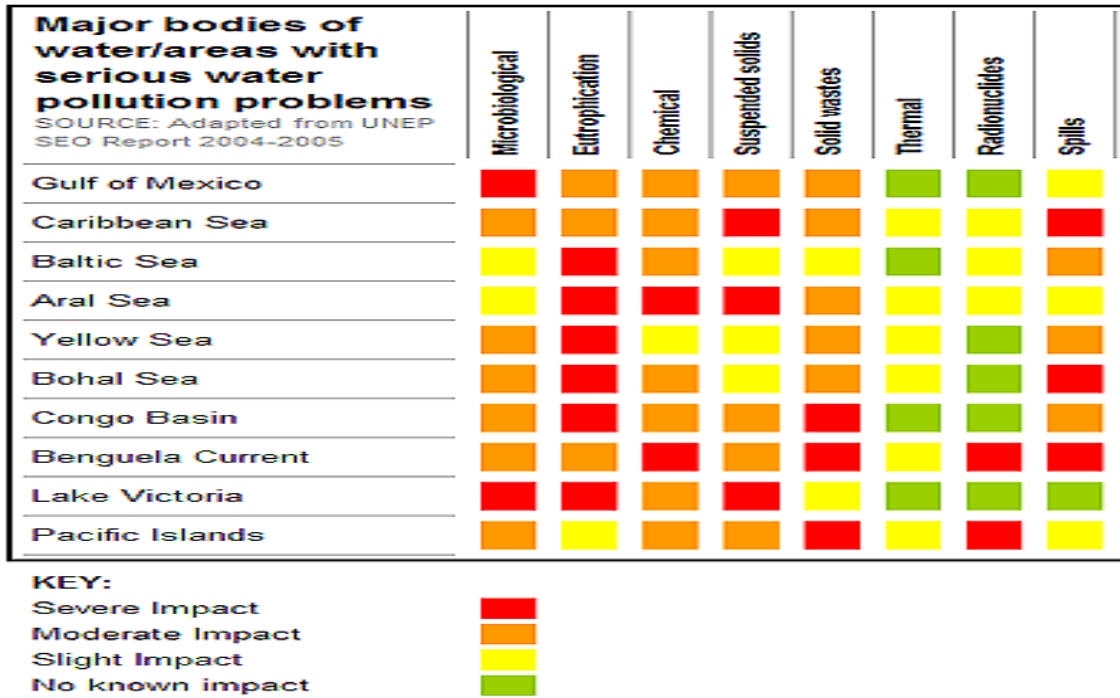 Major bodies of
water/areas with
serious water
pollution problems
SOURCE: Adapted from UNEP
SEO Report 2004-2005
Microbiological
Eutrophication
Chemical
Suspended solids
Solid wastes
Thermal
Radionuclides
Spills
Gulf of Mexico
Caribbean Sea
Baltic Sea
Aral Sea
Yellow Sea
Bohal Sea
Congo Basin
Benguela Current
Lake Victoria
Pacific Islands
KEY:
Severe Impact
Moderate Impact
Slight Impact
No known impact